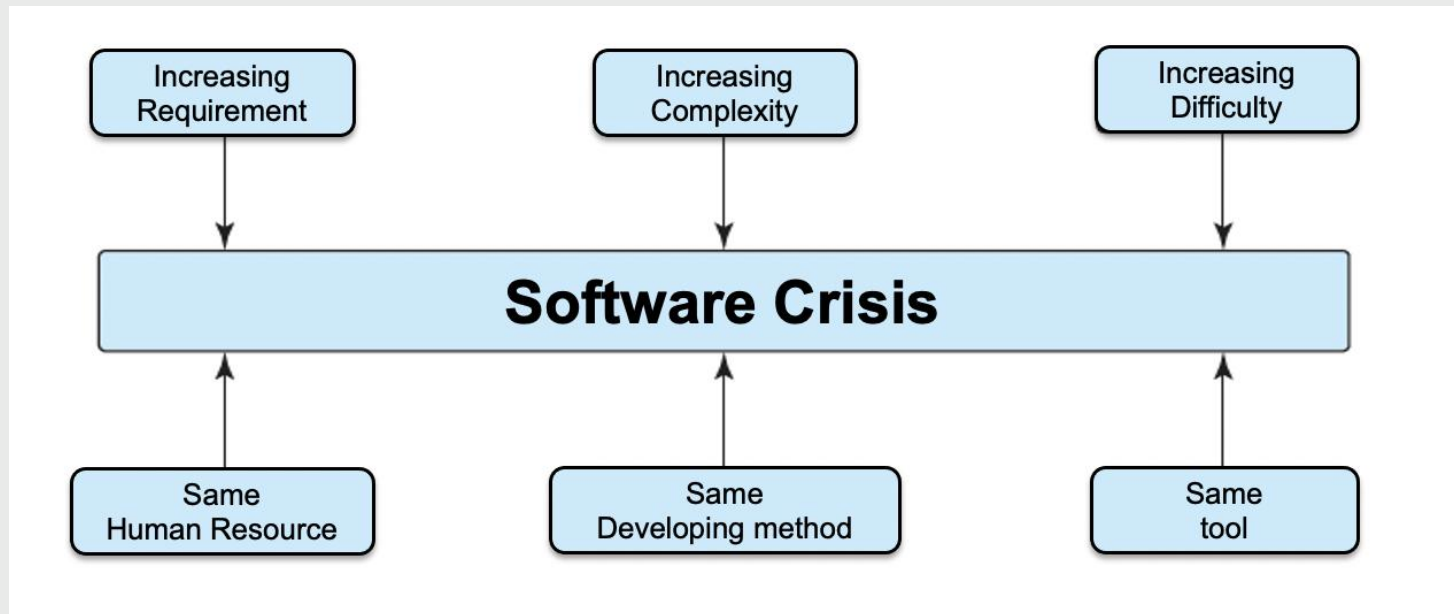 Increasing
Requirement
Increasing
Complexity
Increasing
Difficulty
Software Crisis
Same
Human Resource
Same
Developing method
Same
tool